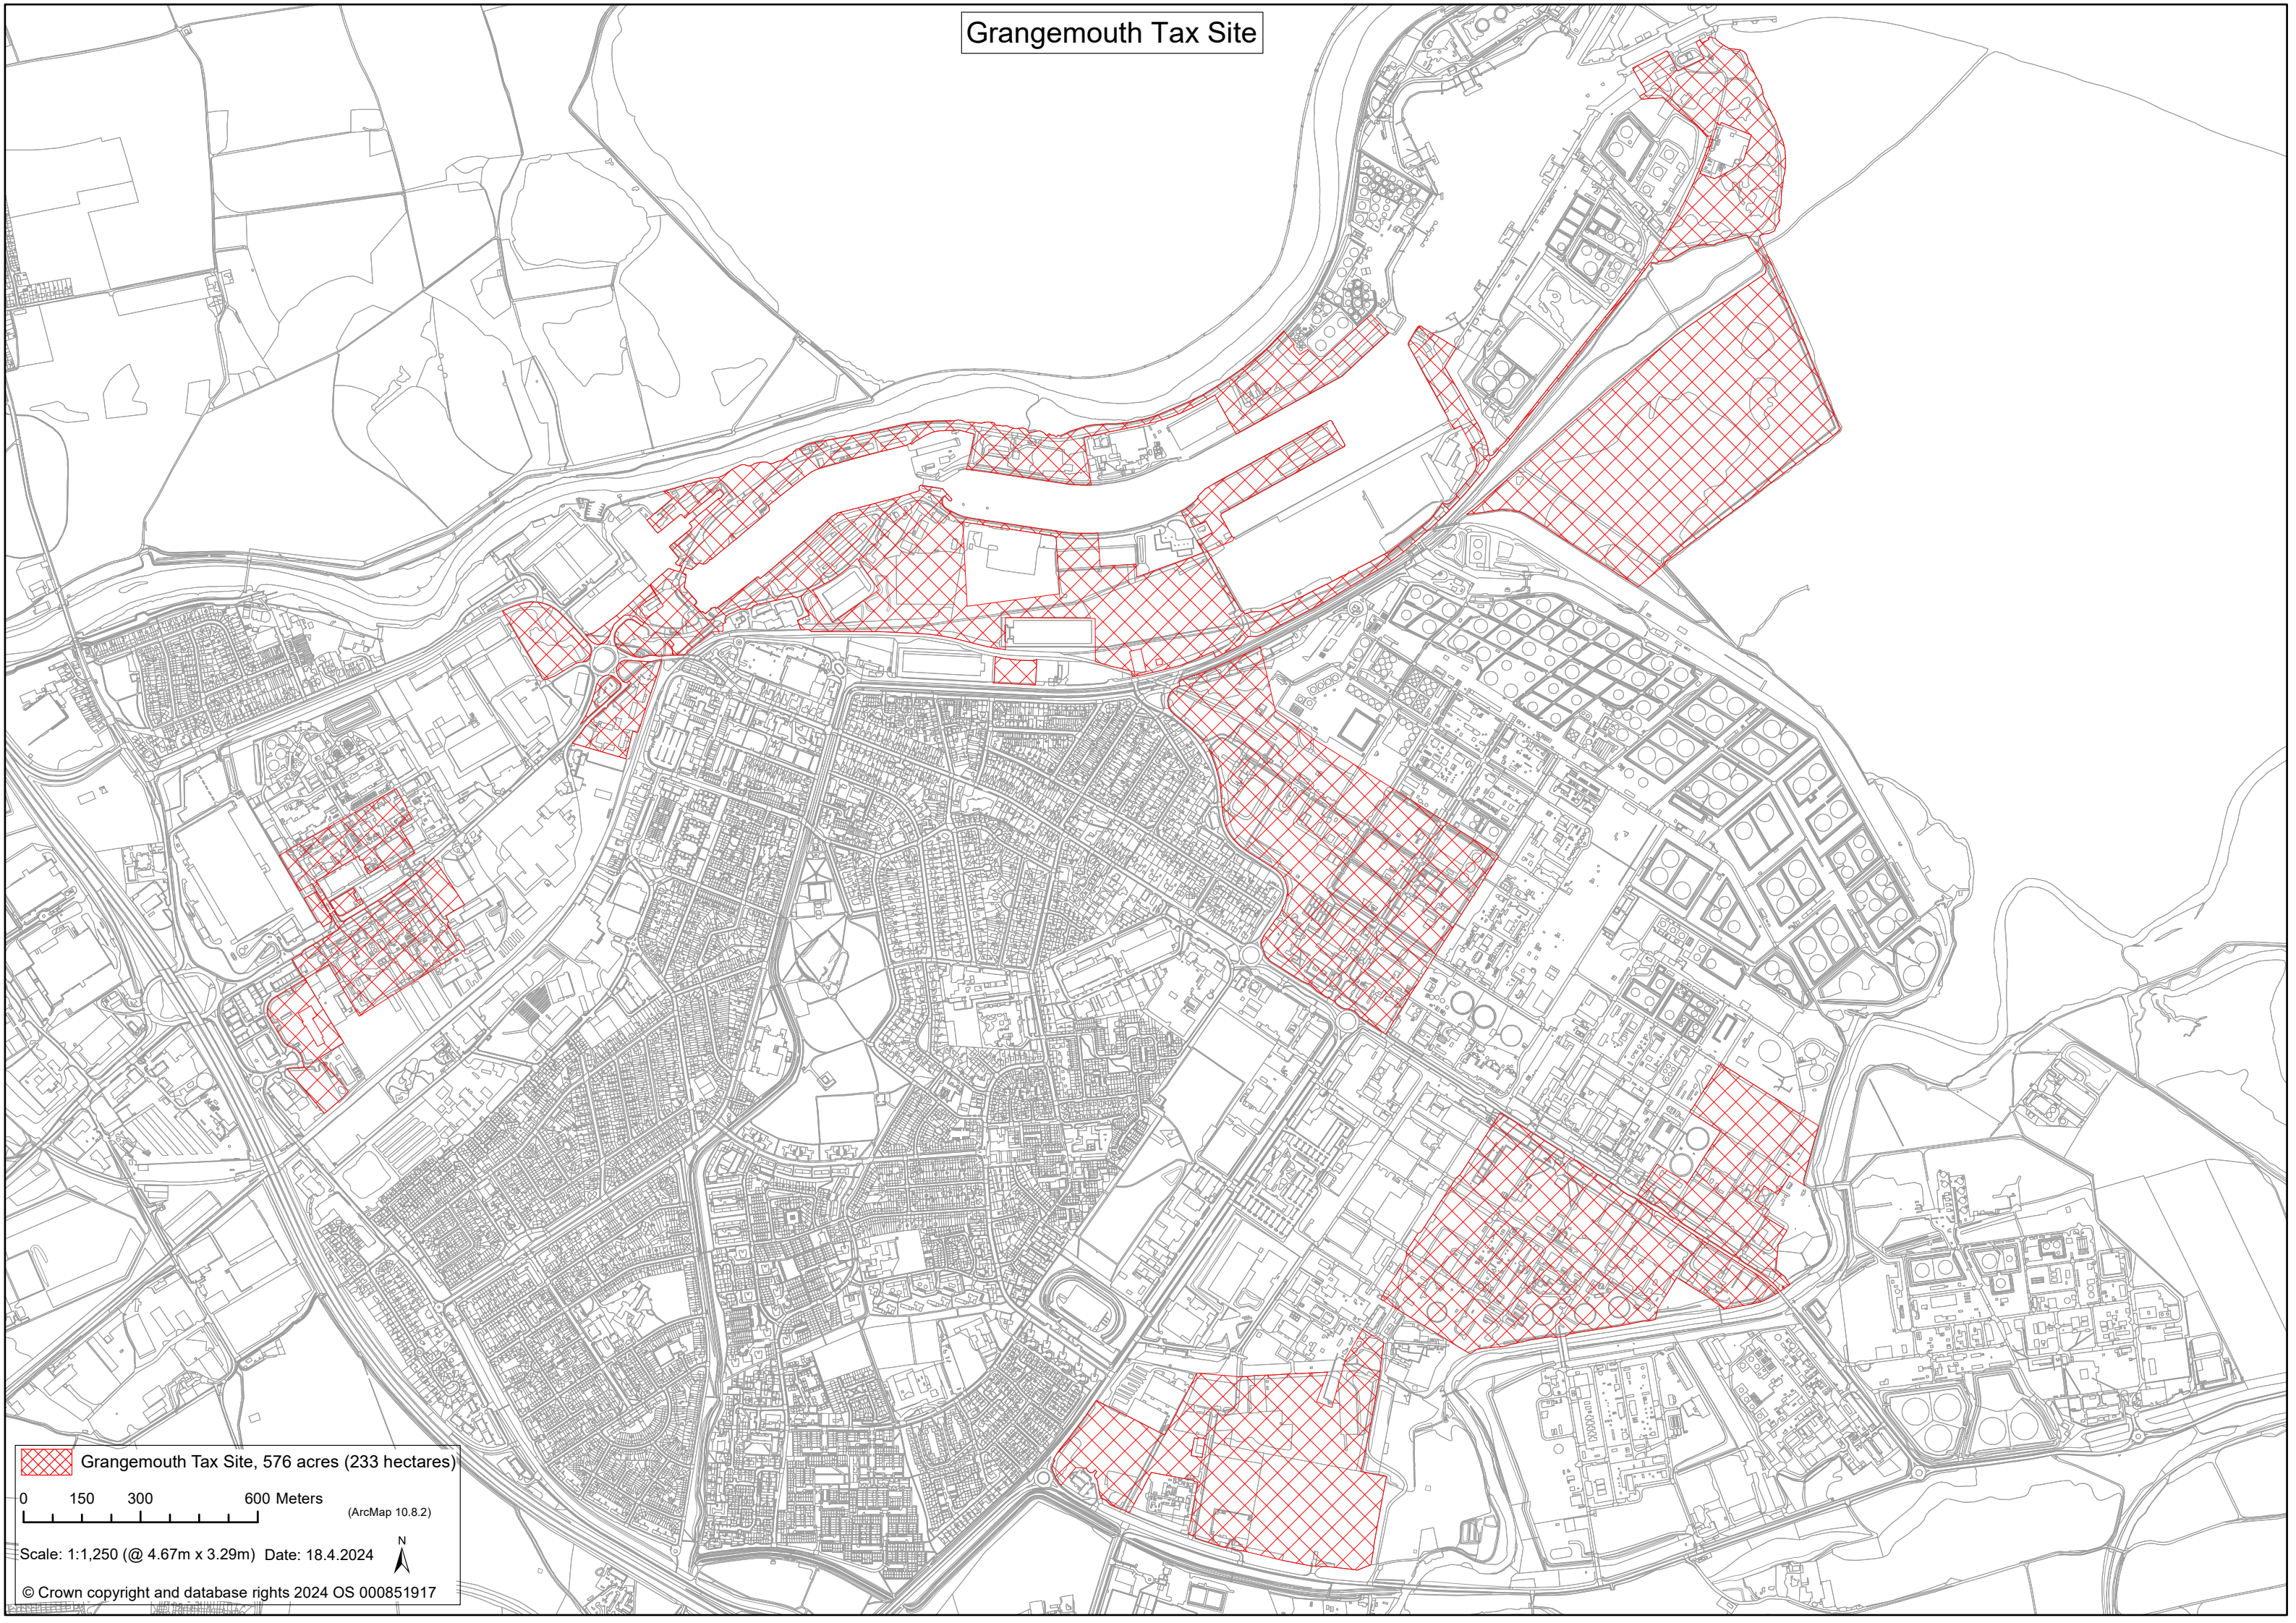 Grangemouth Tax Site
Grangemouth Tax Site, 576 acres (233 hectares)
0 150 300 600 Meters
(ArcMap 10.8.2)
N
Scale: 1:1,250 (@ 4.67m x 3.29m) Date: 18.4.2024
© Crown copyright and database rights 2024 OS 000851917